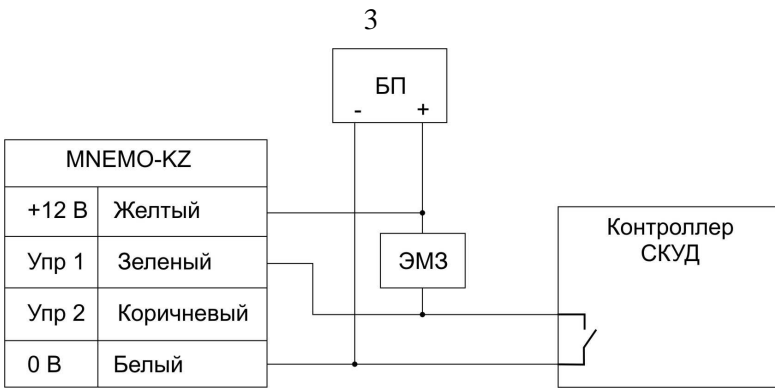 3
БП
- +
MNEMO-KZ
+12 В Желтый
Упр 1 Зеленый
Упр 2 Коричневый
0 В Белый
ЭМЗ
Контроллер
СКУД